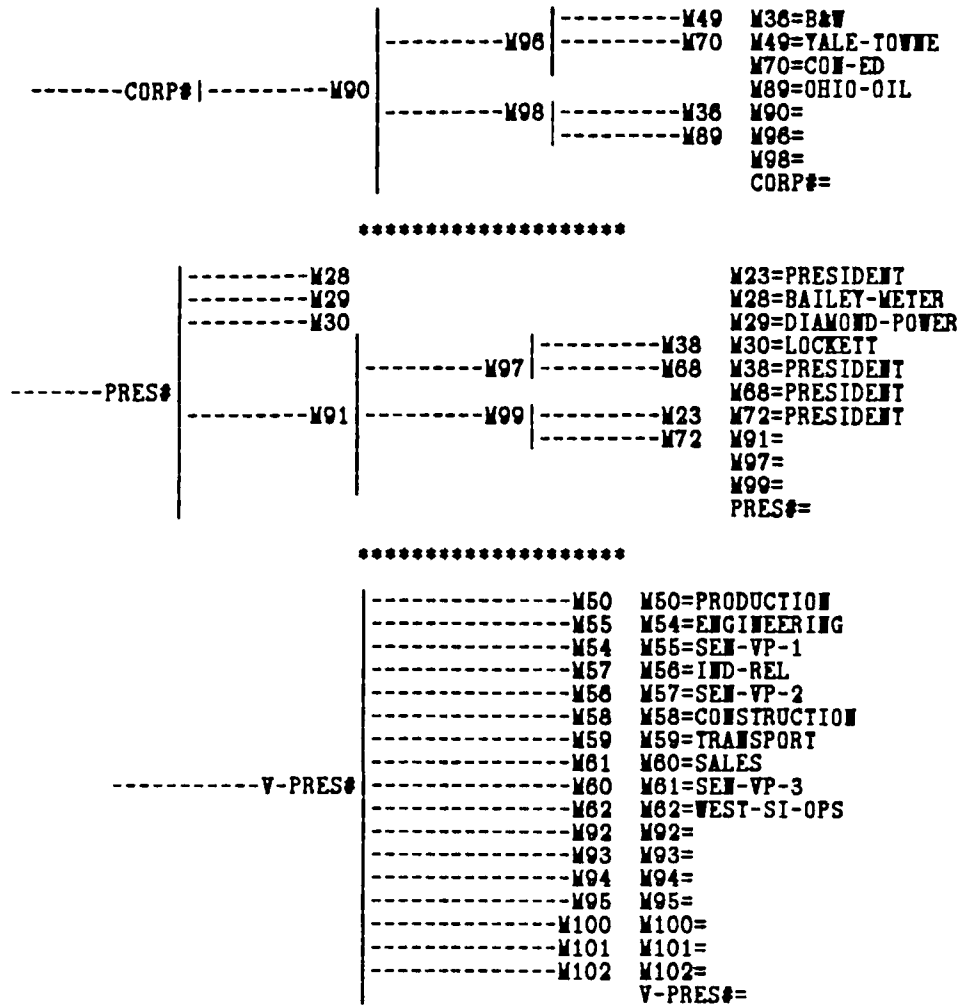 ---------M49 M36=B&W
---------M96 ---------M70 M49=YALE-TOWNE
M70=CON-ED
-------CORP#|---------M90 M89=OHIO-OIL
---------M98 ---------M36 M90=
---------M89 M96=
M98=
CORP#=
********************
---------M28 M23=PRESIDENT
---------M29 M28=BAILEY-METER
---------M30 M29=DIAMOND-POWER
---------M38 M30=LOCKETT
---------M97 ---------M68 M38=PRESIDENT
-------PRES# M68=PRESIDENT
---------M91 ---------M99 ---------M23 M72=PRESIDENT
---------M72 M91=
M97=
M99=
PRES#=
********************
---------------M50 M50=PRODUCTION
---------------M55 M54=ENGINEERING
---------------M54 M55=SEN-VP-1
---------------M57 M56=IND-REL
---------------M56 M57=SEN-VP-2
---------------M58 M58=CONSTRUCTION
---------------M59 M59=TRANSPORT
---------------M61 M60=SALES
-----------V-PRES# ---------------M60 M61=SEN-VP-3
---------------M62 M62=WEST-SI-OPS
---------------M92 M92=
---------------M93 M93=
---------------M94 M94=
---------------M95 M95=
--------------M100 M100=
--------------M101 M101=
--------------M102 M102=
V-PRES#=